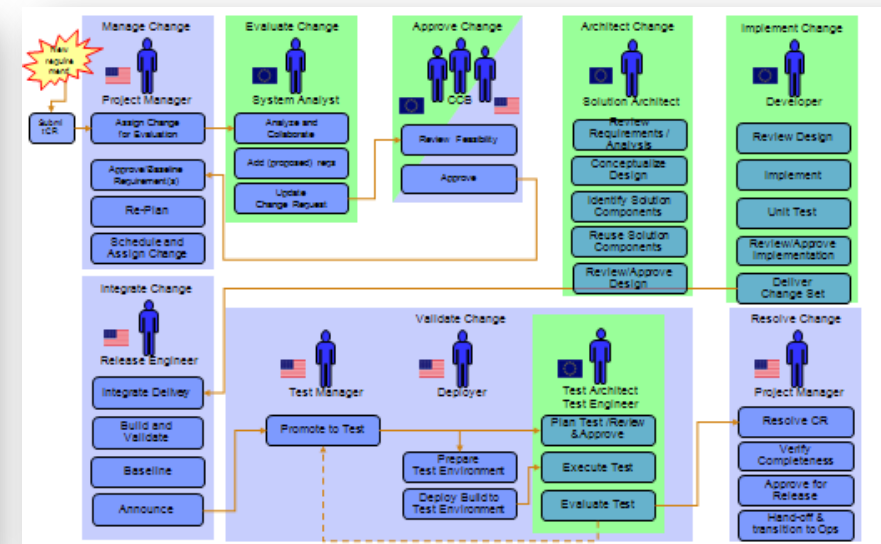 Manage Change
Evaluate Change
Approve Change
Architect Change
Implement Change
New
require
ment
Project Manager
System Analyst
CCB
Solution Architect
Developer
Submi
t CR
Assign Change
for Evaluation
Analyze and
Collaborate
Review Feasibility
Review
Requirements /
Analysis
Review Design
Approve/Baseline
Requirement(s)
Add (proposed) reqs
Approve
Conceptualize
Design
Implement
Re-Plan
Update
Change Request
Identify Solution
Components
Unit Test
Schedule and
Assign Change
Reuse Solution
Components
Review/Approve
Implementation
Review/Approve
Design
Deliver
Change Set
Integrate Change
Validate Change
Resolve Change
Release Engineer
Test Manager
Deployer
Test Architect
Test Engineer
Project Manager
Integrate Delivey
Promote to Test
Plan Test /Review
&Approve
Resolve CR
Build and
Validate
Prepare
Test Environment
Execute Test
Verify
Completeness
Baseline
Deploy Build to
Test Environment
Evaluate Test
Approve for
Release
Announce
Hand-off &
transition to Ops